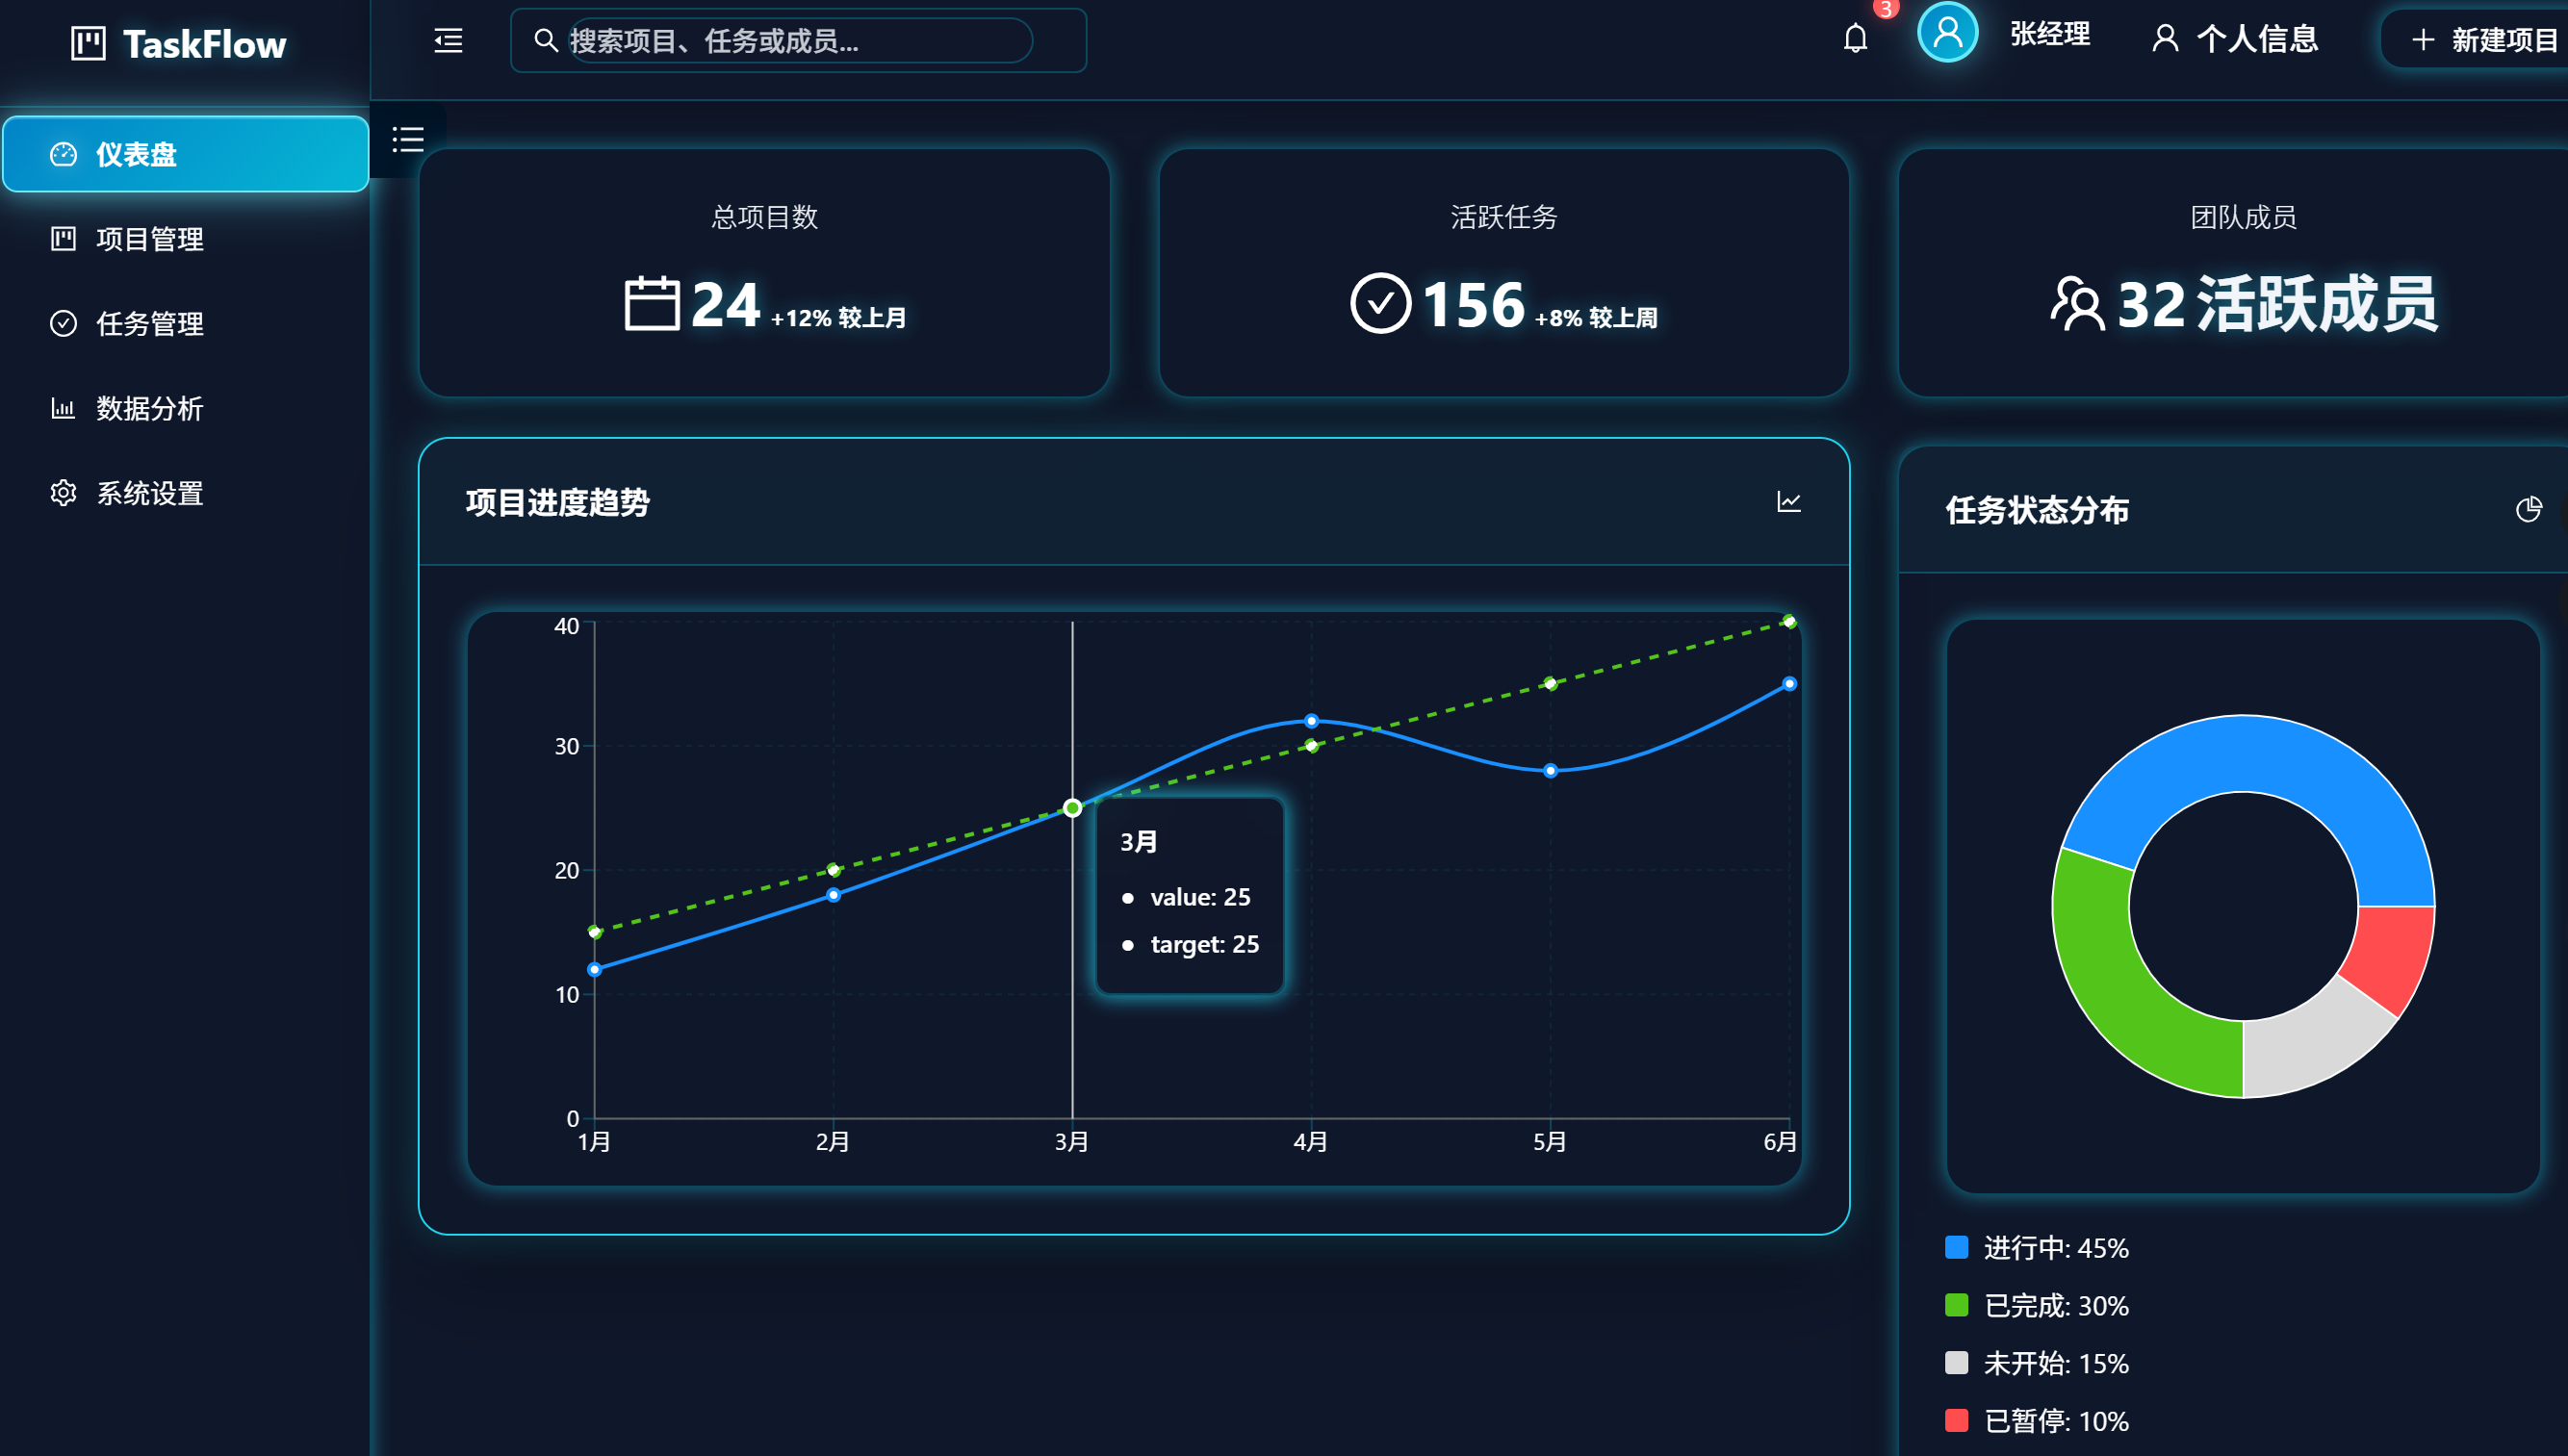 TaskFlow
搜索项目、任务或成员...
3
张经理
个人信息
新建项目
仪表盘
项目管理
任务管理
数据分析
系统设置
总项目数
24 +12% 较上月
活跃任务
156 +8% 较上周
团队成员
32 活跃成员
项目进度趋势
40
30
20
10
0
1月
2月
3月
4月
5月
6月
3月
value: 25
target: 25
任务状态分布
进行中: 45%
已完成: 30%
未开始: 15%
已暂停: 10%